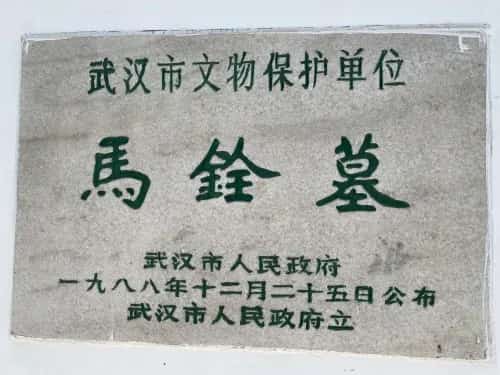 武汉市文物保护单位
馬銓墓
武汉市人民政府
一九八八年十二月二十五日公布
武汉市人民政府立